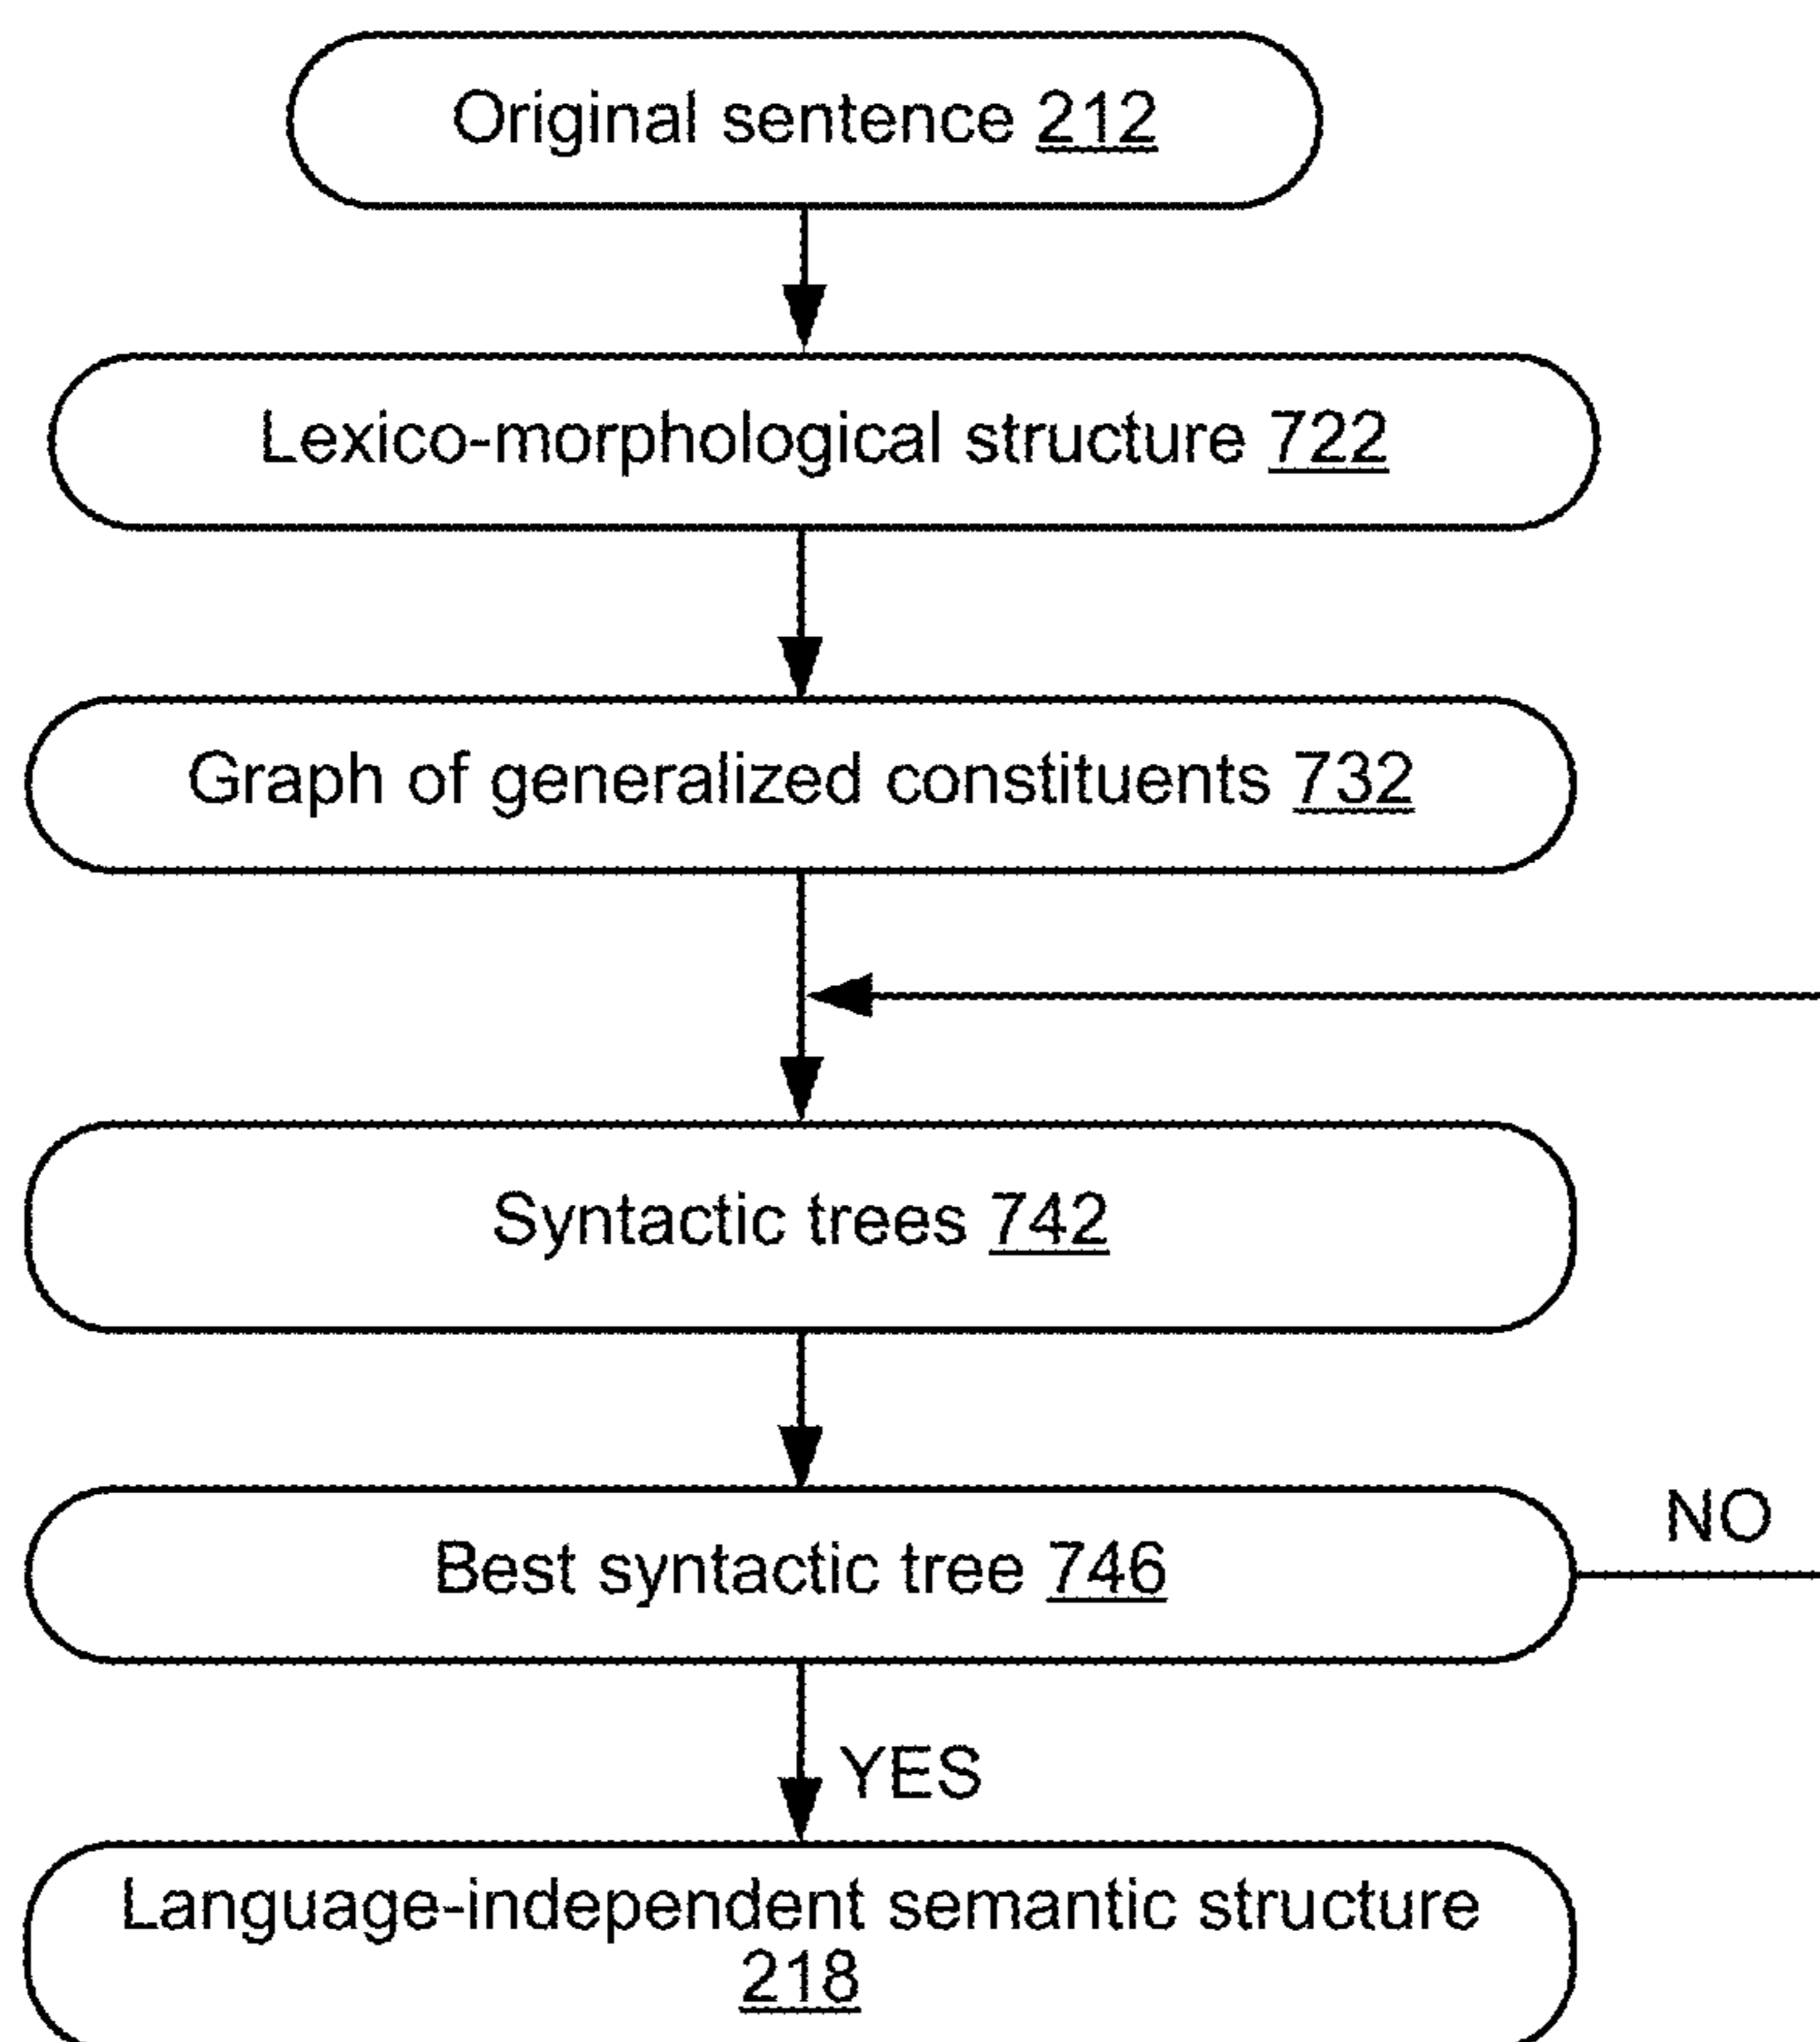 Original sentence 212
Lexico-morphological structure 722
Graph of generalized constituents 732
Syntactic trees 742
Best syntactic tree 746
NO
YES
Language-independent semantic structure
218